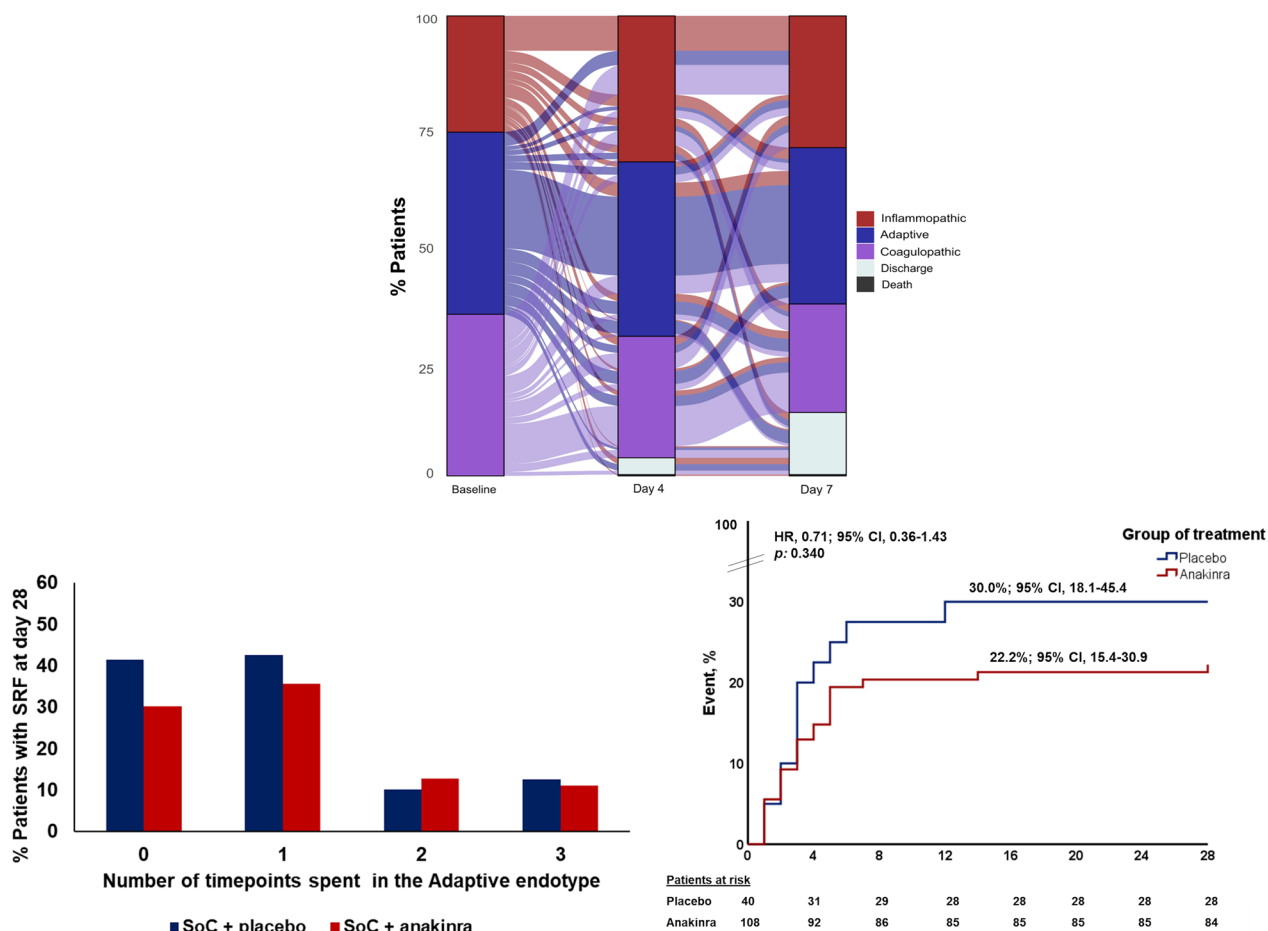 100
75
50
25
0
% Patients
Baseline
Day 4
Day 7
Inflammopathic
Adaptive
Coagulopathic
Discharge
Death
% Patients with SRF at day 28
60
50
40
30
20
10
0
0 1 2 3
Number of timepoints spent in the Adaptive endotype
SoC + placebo SoC + anakinra
HR, 0.71; 95% CI, 0.36-1.43
p: 0.340
Group of treatment
Placebo
Anakinra
30.0%; 95% CI, 18.1-45.4
22.2%; 95% CI, 15.4-30.9
Event, %
100
30
20
10
0
0 4 8 12 16 20 24 28
Patients at risk
Placebo 40 31 29 28 28 28 28 28
Anakinra 108 92 86 85 85 85 85 84